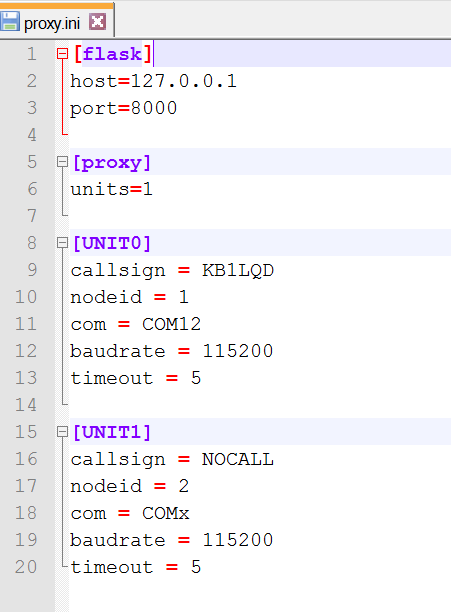 proxy.ini
1 [flask]
2 host=127.0.0.1
3 port=8000
4
5 [proxy]
6 units=1
7
8 [UNIT0]
9 callsign = KB1LQD
10 nodeid = 1
11 com = COM12
12 baudrate = 115200
13 timeout = 5
14
15 [UNIT1]
16 callsign = NOCALL
17 nodeid = 2
18 com = COMx
19 baudrate = 115200
20 timeout = 5